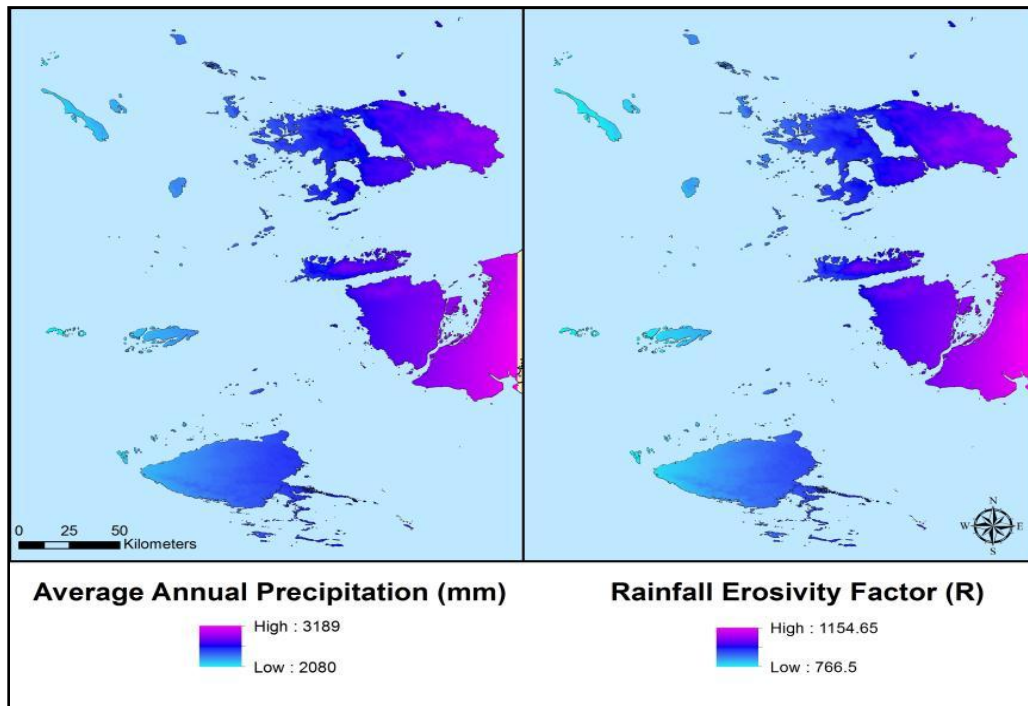 N
W E
S
0 25 50
Kilometers
Average Annual Precipitation (mm)
High : 3189
Low : 2080
Rainfall Erosivity Factor (R)
High : 1154.65
Low : 766.5